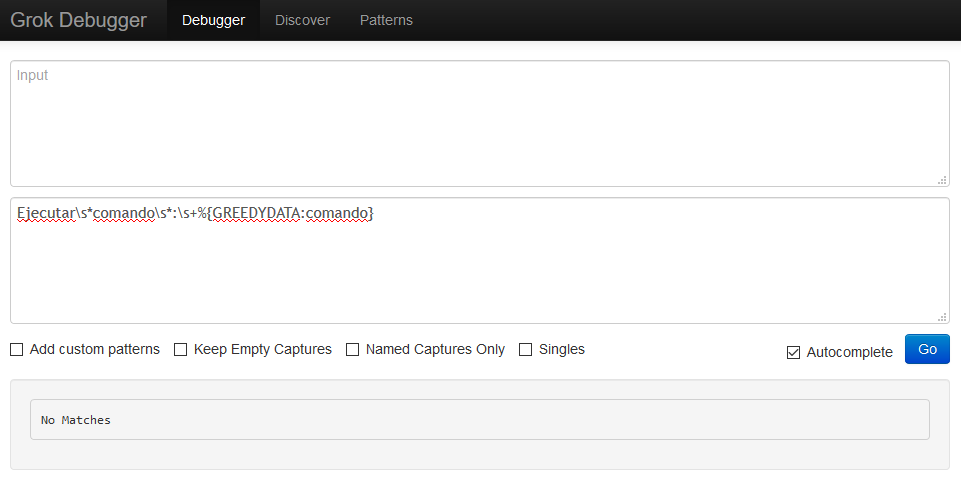 Grok Debugger Debugger Discover Patterns
Input
Ejecutar\s*comando\s*:\s+%{GREEDYDATA:comando}
Add custom patterns Keep Empty Captures Named Captures Only Singles Autocomplete Go
No Matches